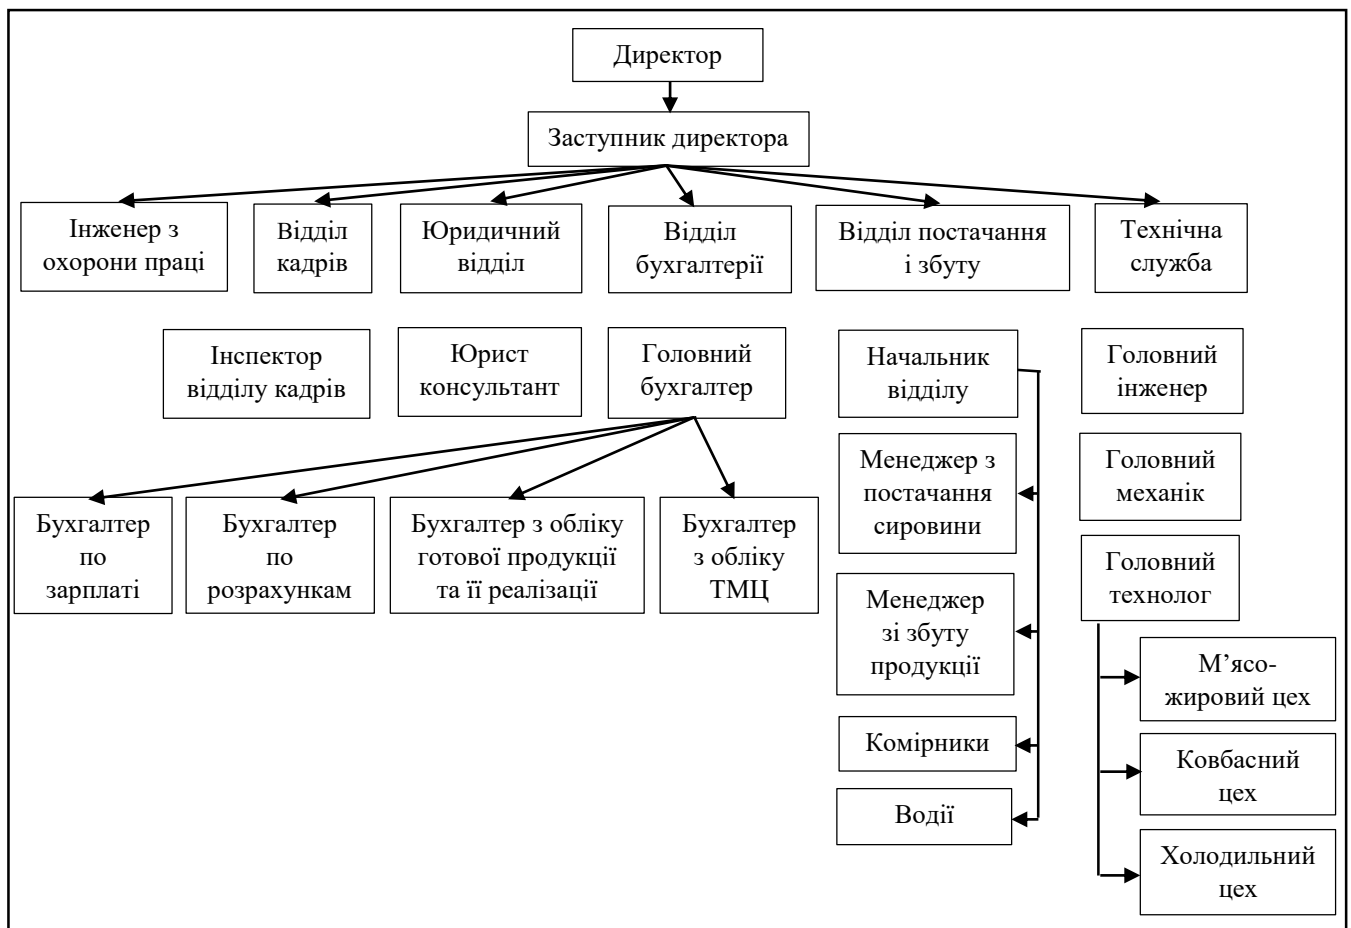 Директор
Заступник директора
Інженер з
охорони праці
Відділ
кадрів
Юридичний
відділ
Відділ
бухгалтерії
Відділ постачання
і збуту
Технічна
служба
Інспектор
відділу кадрів
Юрист
консультант
Головний
бухгалтер
Начальник
відділу
Головний
інженер
Менеджер з
постачання
сировини
Головний
механік
Бухгалтер
по
зарплаті
Бухгалтер
по
розрахункам
Бухгалтер з обліку
готової продукції
та її реалізації
Бухгалтер
з обліку
ТМЦ
Головний
технолог
Менеджер
зі збуту
продукції
М’ясо-
жировий цех
Комірники
Ковбасний
цех
Водії
Холодильний
цех